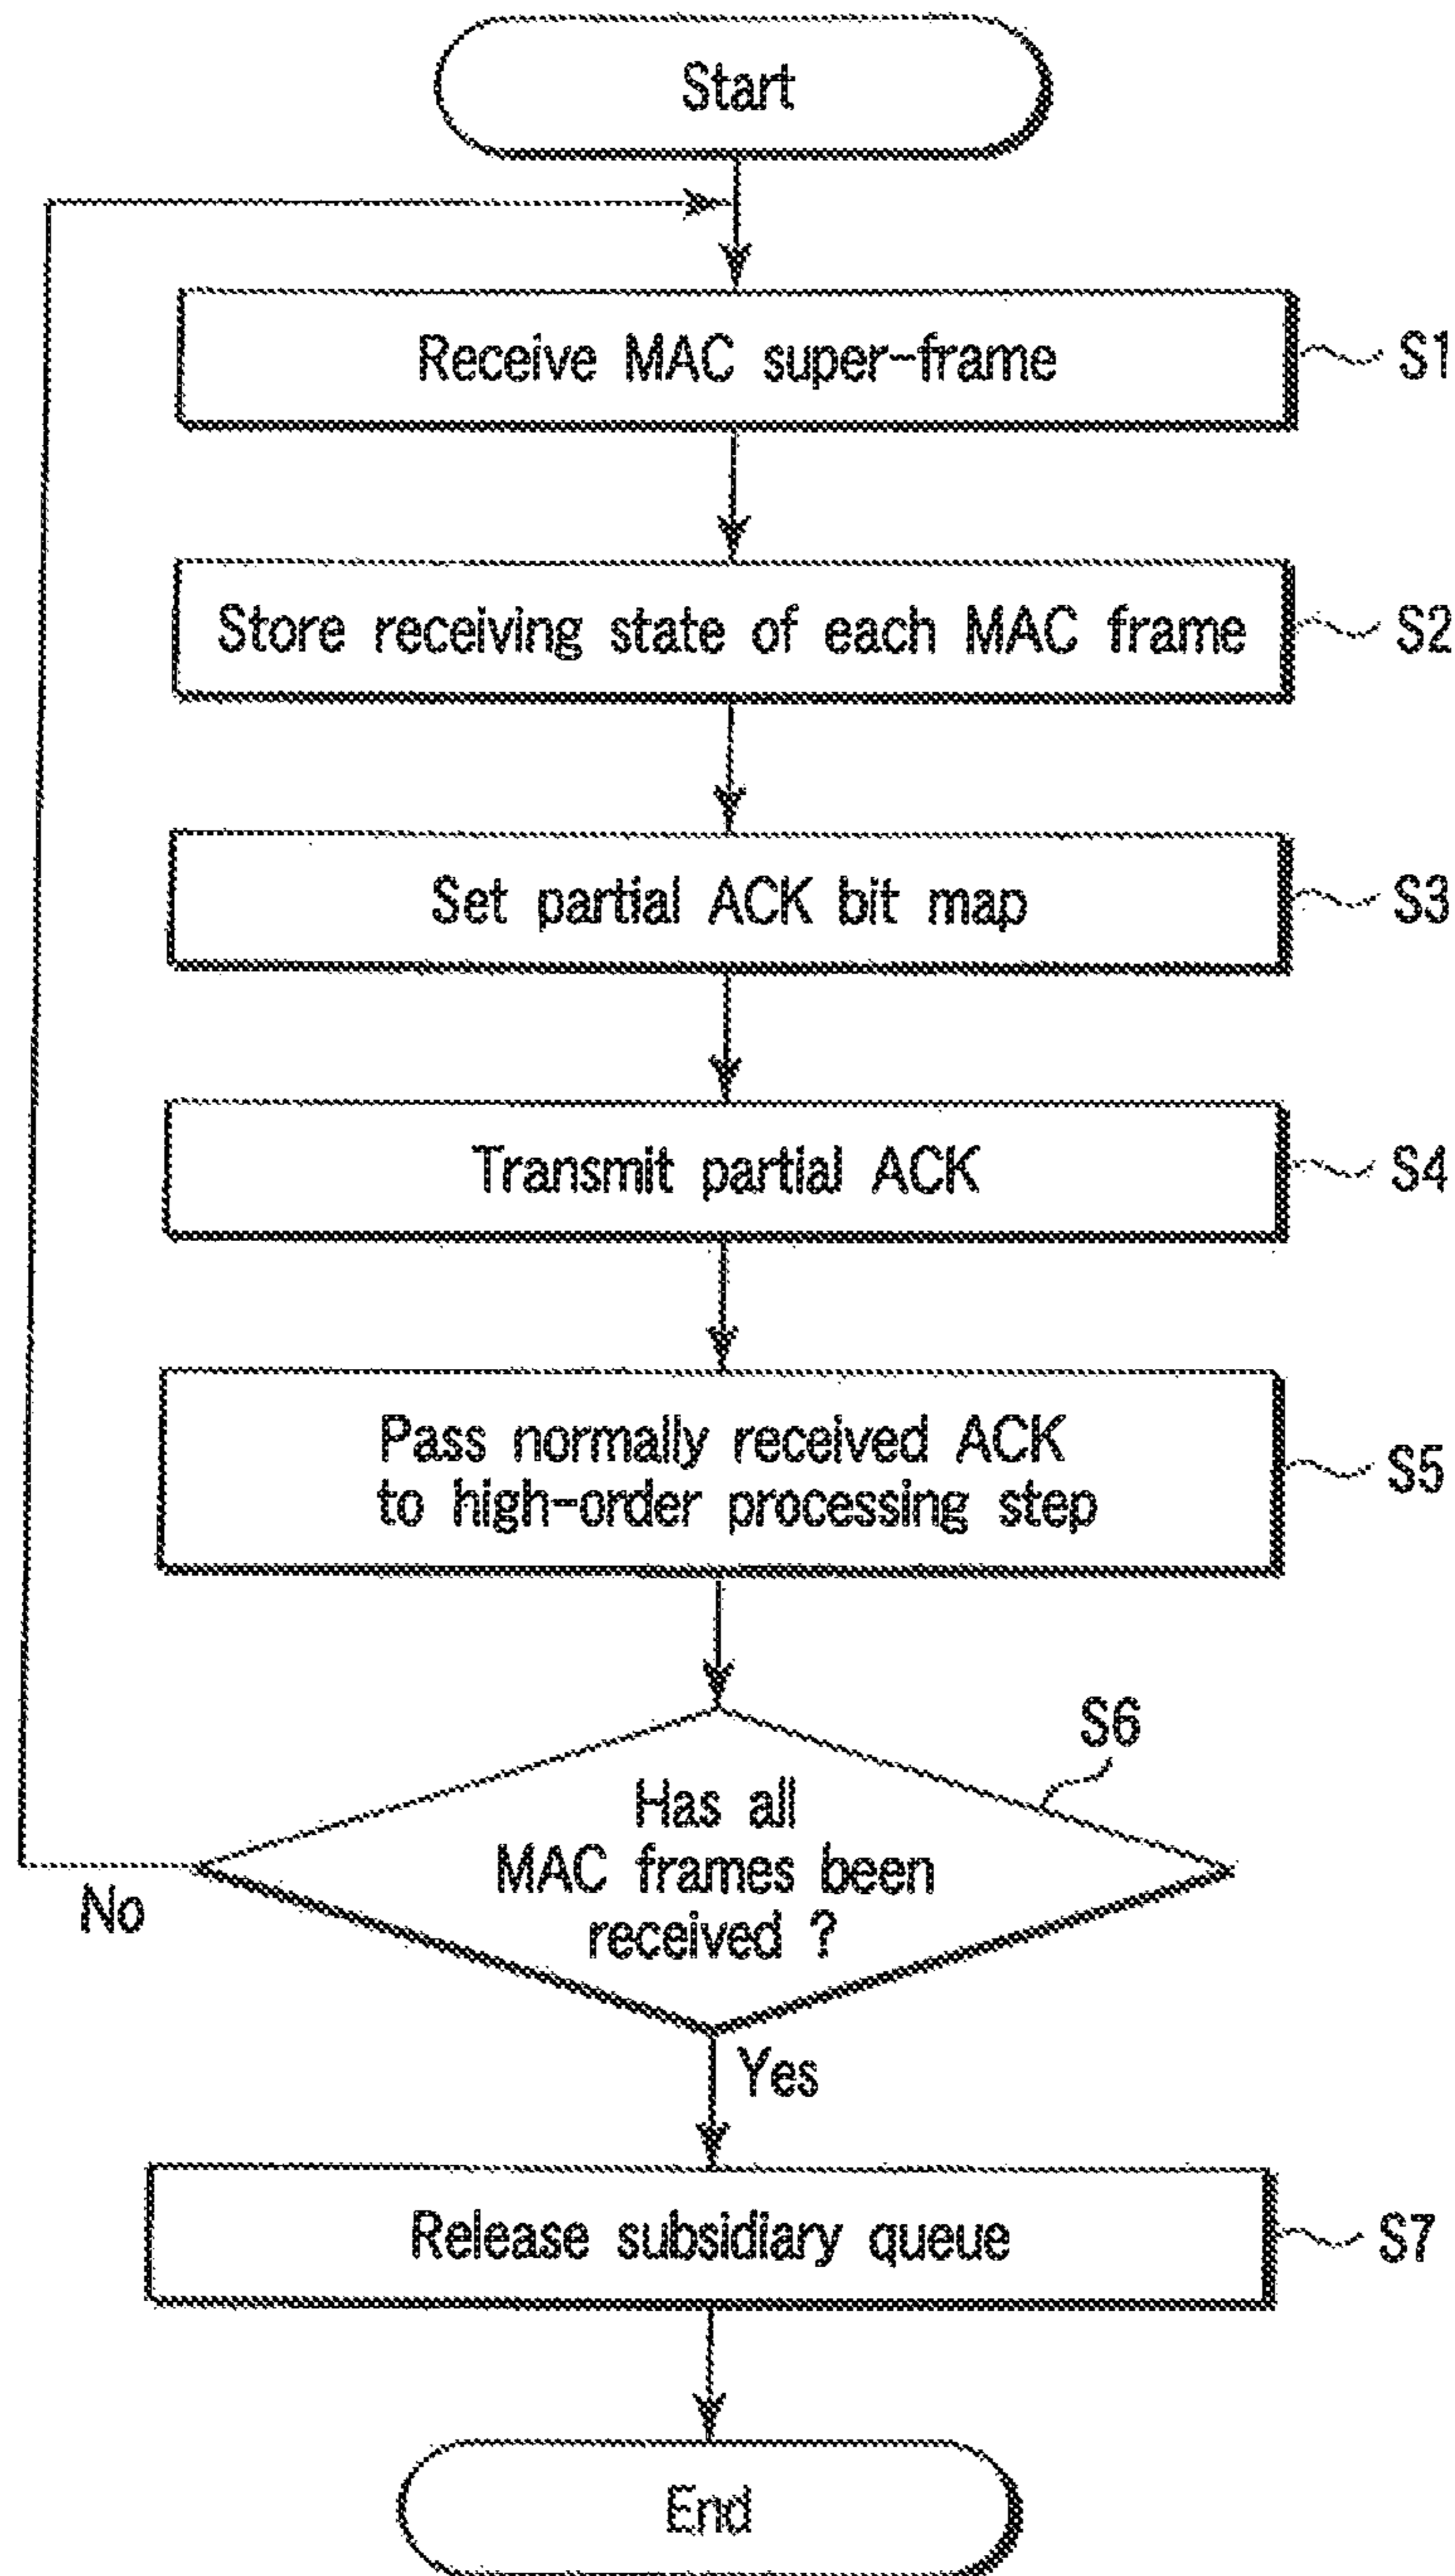 Start
Receive MAC super-frame
S1
Store receiving state of each MAC frame
S2
Set partial ACK bit map
S3
Transmit partial ACK
S4
Pass normally received ACK
to high-order processing step
S5
S6
Has all
MAC frames been
received ?
No
Yes
Release subsidiary queue
S7
End